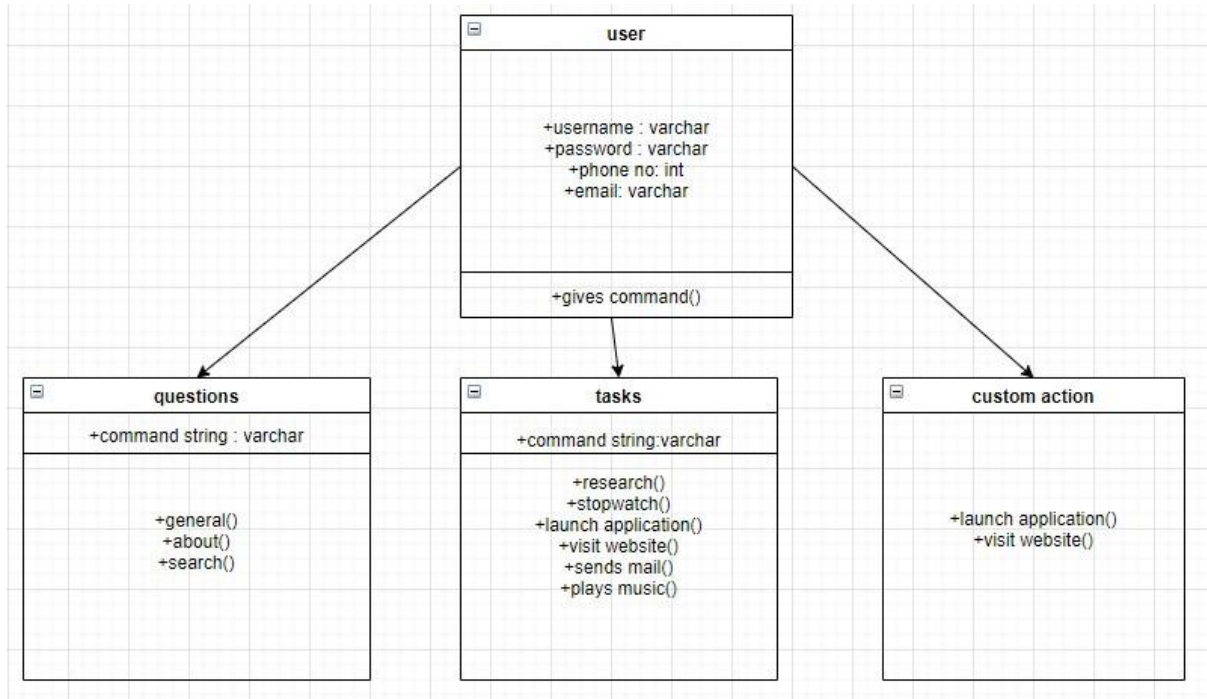 user
+username : varchar
+password : varchar
+phone no: int
+email: varchar
+gives command()
questions
+command string : varchar
+general()
+about()
+search()
tasks
+command string:varchar
+research()
+stopwatch()
+launch application()
+visit website()
+sends mail()
+plays music()
custom action
+launch application()
+visit website()